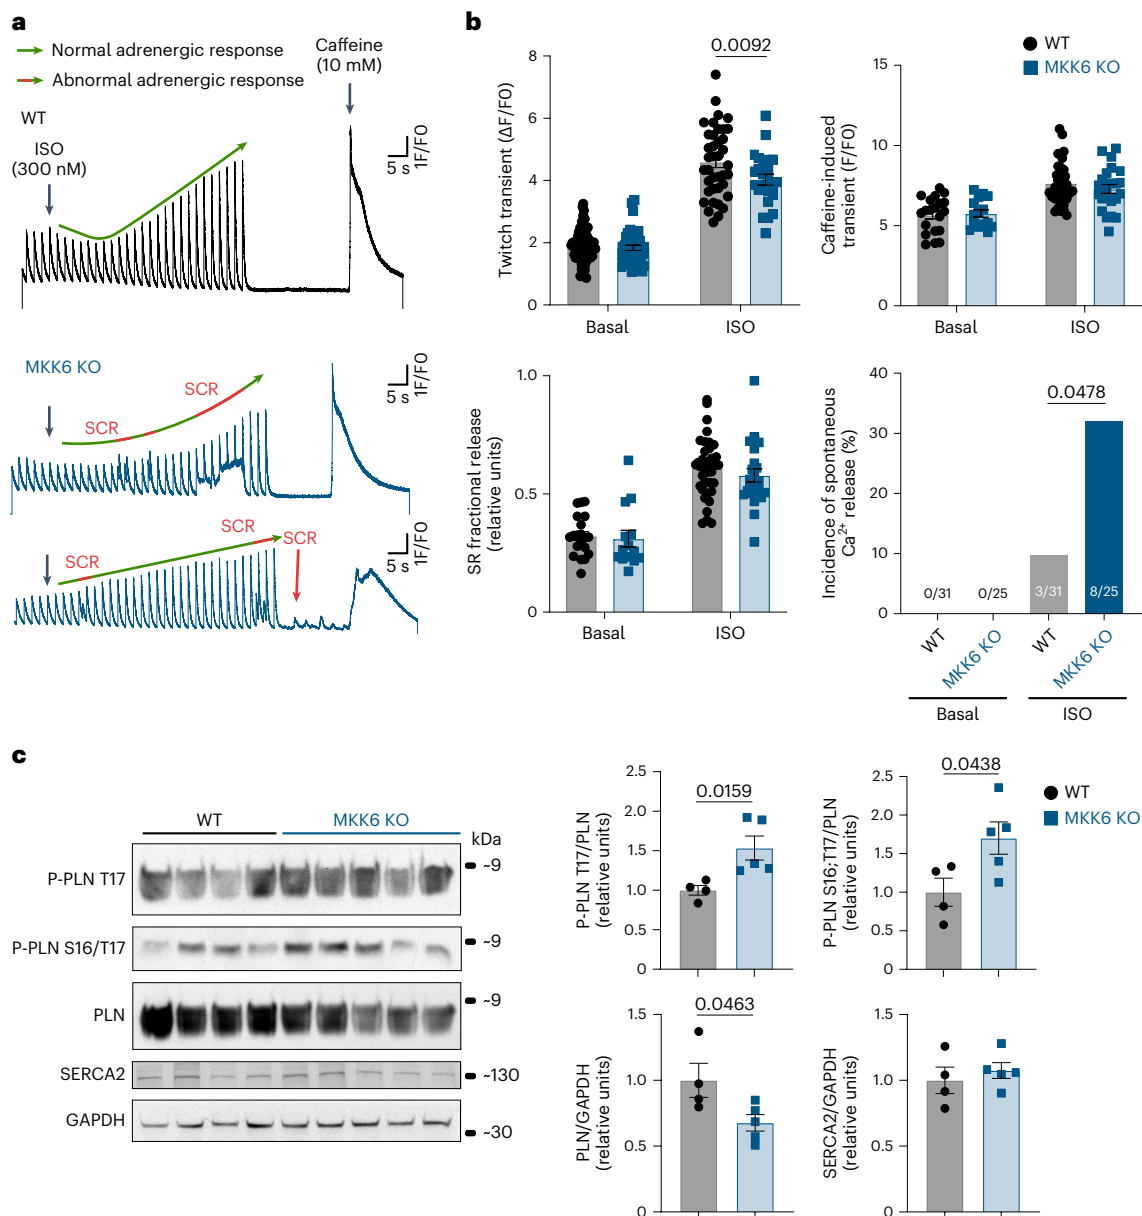 a
Normal adrenergic response
Abnormal adrenergic response
Caffeine
(10 mM)
WT
ISO
(300 nM)
5 s
1F/F0
MKK6 KO
SCR
SCR
5 s
1F/F0
SCR
SCR
SCR
5 s
1F/F0
b
WT
MKK6 KO
Twitch transient (ΔF/F0)
8
6
4
2
0
0.0092
Basal
ISO
Caffeine-induced
transient (F/F0)
15
10
5
0
Basal
ISO
SR fractional release
(relative units)
1.0
0.5
0
Basal
ISO
Incidence of spontaneous
Ca²⁺ release (%)
40
30
20
10
0
0.0478
0/31
0/25
3/31
8/25
WT
MKK6 KO
WT
MKK6 KO
Basal
ISO
c
WT
MKK6 KO
kDa
P-PLN T17
~9
P-PLN S16/T17
~9
PLN
~9
SERCA2
~130
GAPDH
~30
P-PLN T17/PLN
(relative units)
2.5
2.0
1.5
1.0
0.5
0
0.0159
P-PLN S16;T17/PLN
(relative units)
2.5
2.0
1.5
1.0
0.5
0
0.0438
WT
MKK6 KO
PLN/GAPDH
(relative units)
1.5
1.0
0.5
0
0.0463
SERCA2/GAPDH
(relative units)
1.5
1.0
0.5
0